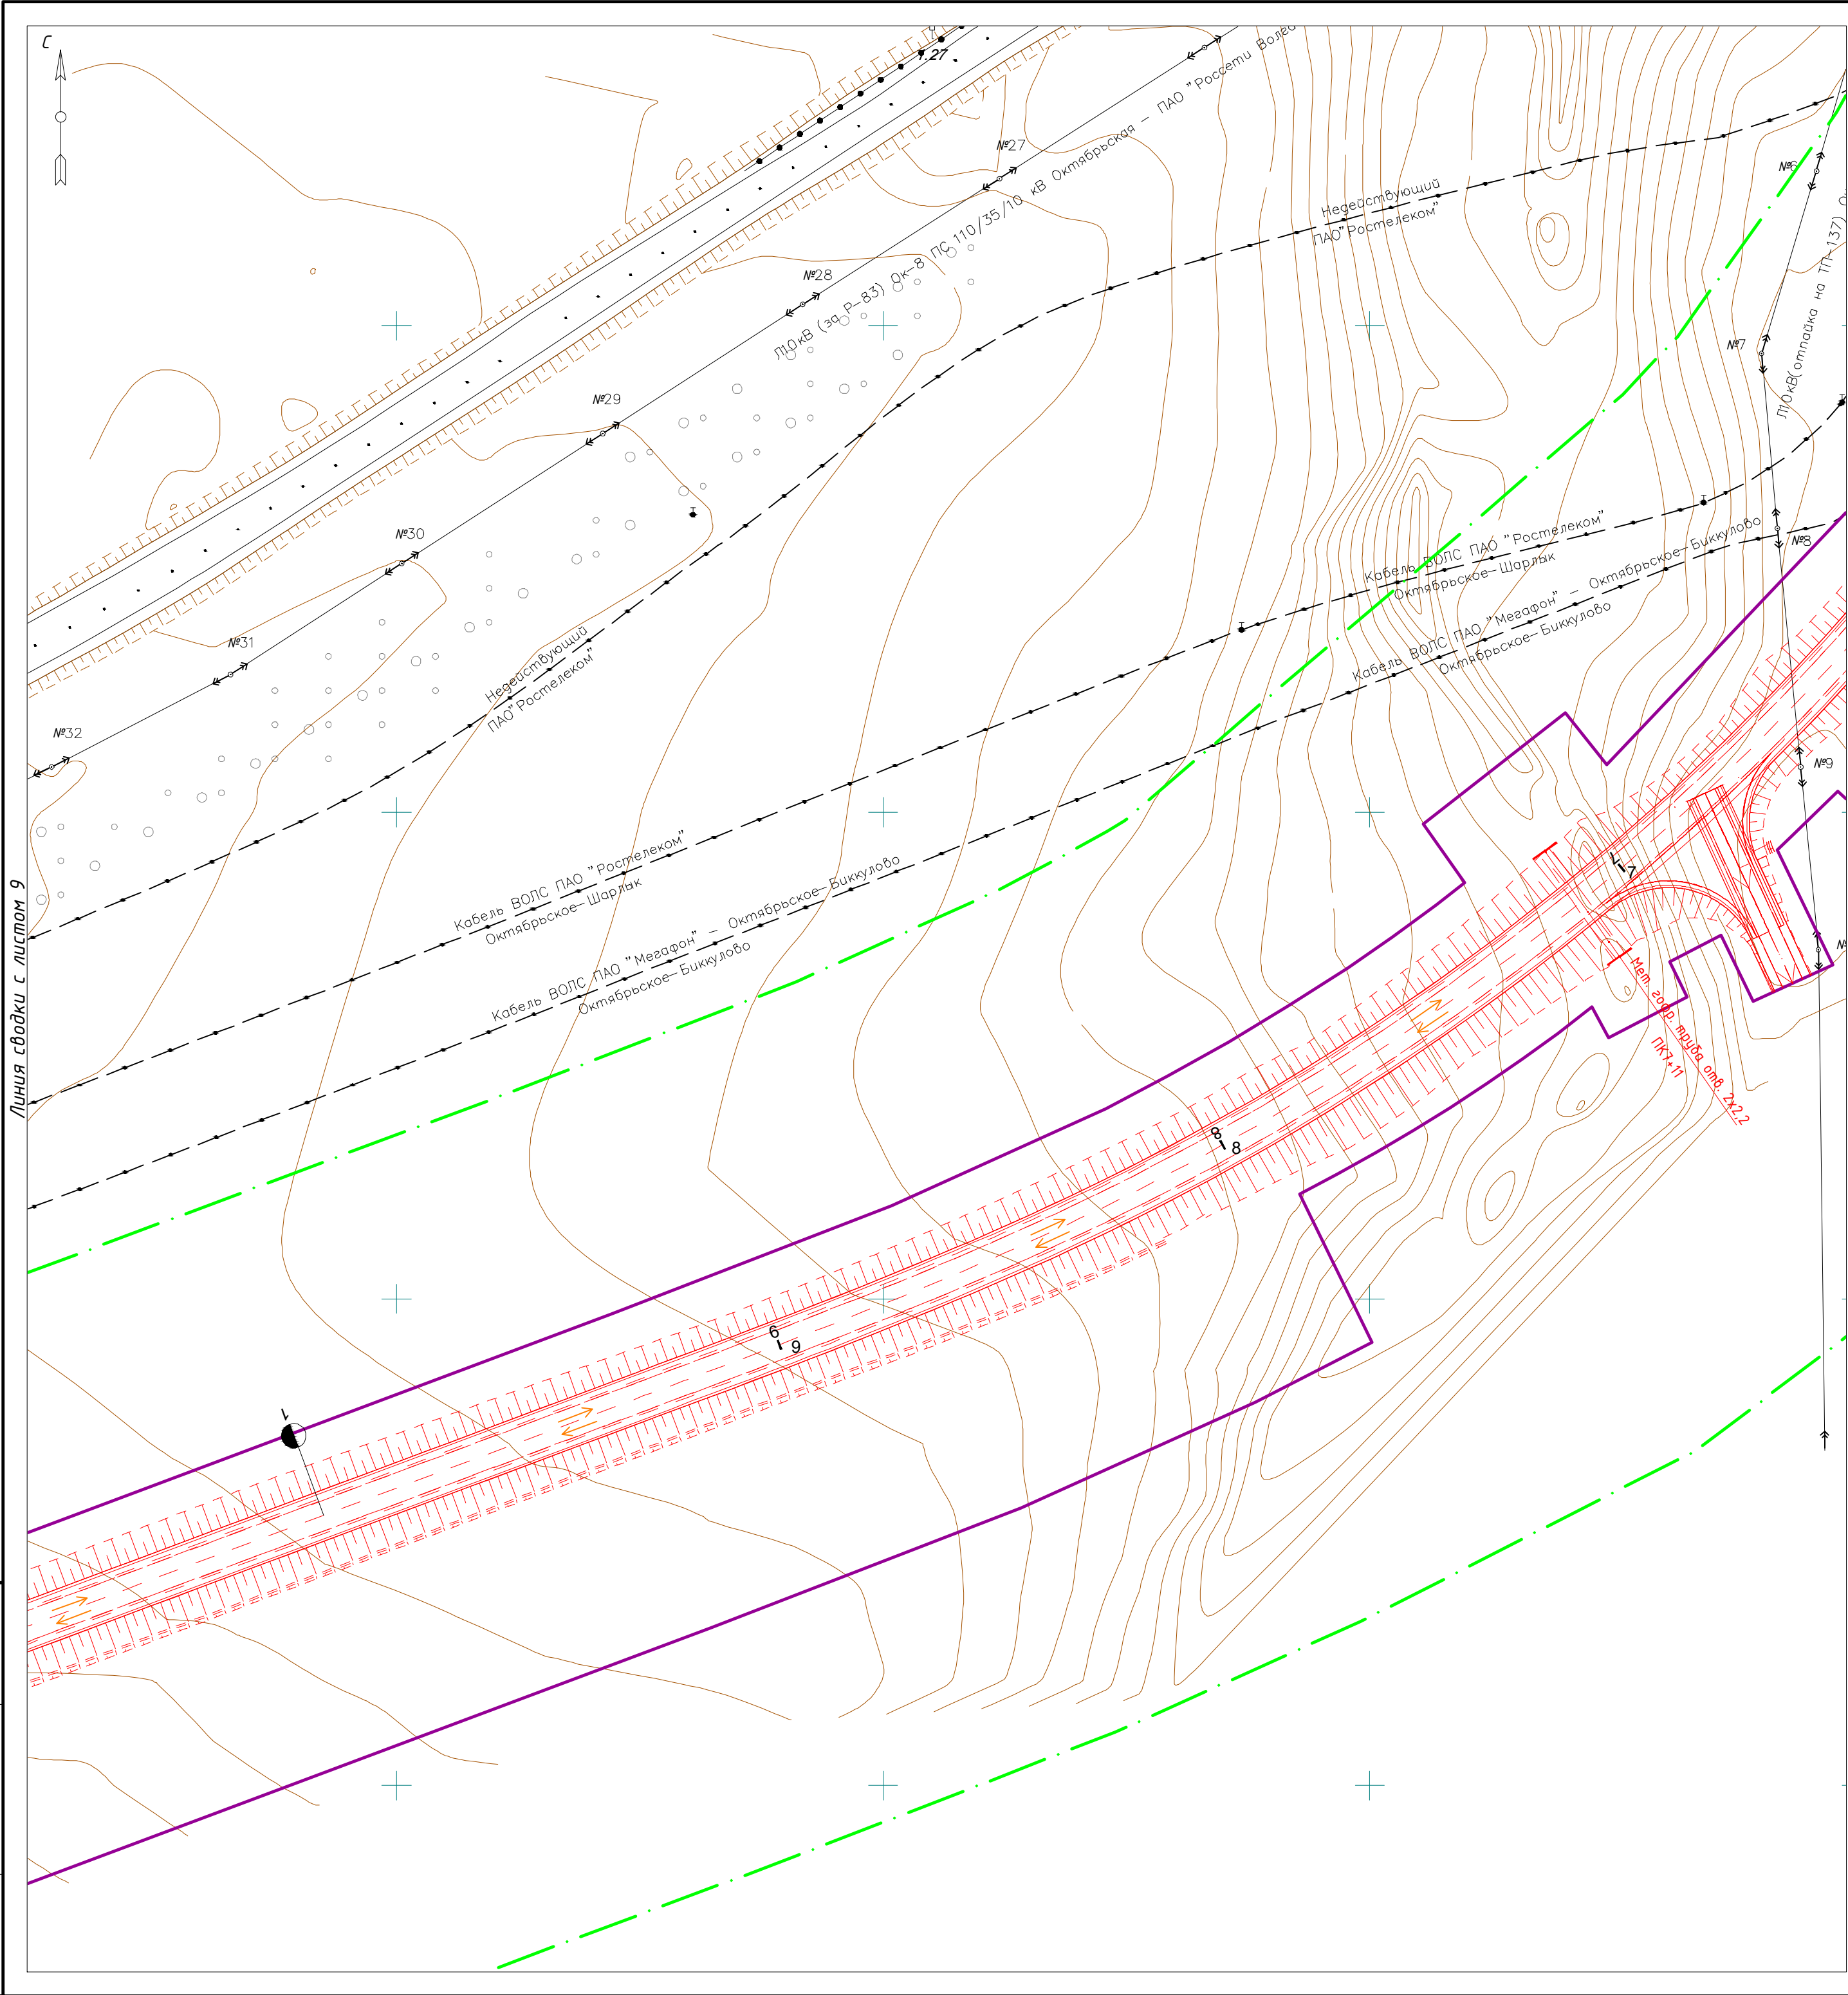 С
1.27
№27
Л10кВ (за Р-83) Ок-8 ПС 110/35/10 кВ Октябрьская - ПАО "Россети
№28
№29
№30
№31
№32
Недействующий
ПАО"Ростелеком"
№6
№7
Л10кВ(отпайка на ТП-137)
№8
№9
Кабель ВОЛС ПАО "Ростелеком"
Октябрьское-Шарлык
Кабель ВОЛС ПАО "Мегафон" - Октябрьское-Биккулово
Октябрьское-Биккулово
Недействующий
ПАО"Ростелеком"
Кабель ВОЛС ПАО "Ростелеком"
Октябрьское-Шарлык
Кабель ВОЛС ПАО "Мегафон" - Октябрьское-Биккулово
Октябрьское-Биккулово
Линия сводки с листом 9
7
7
Мет. гофр. труба отв. 2х2,2
ПК7+11
8
8
9
9
1